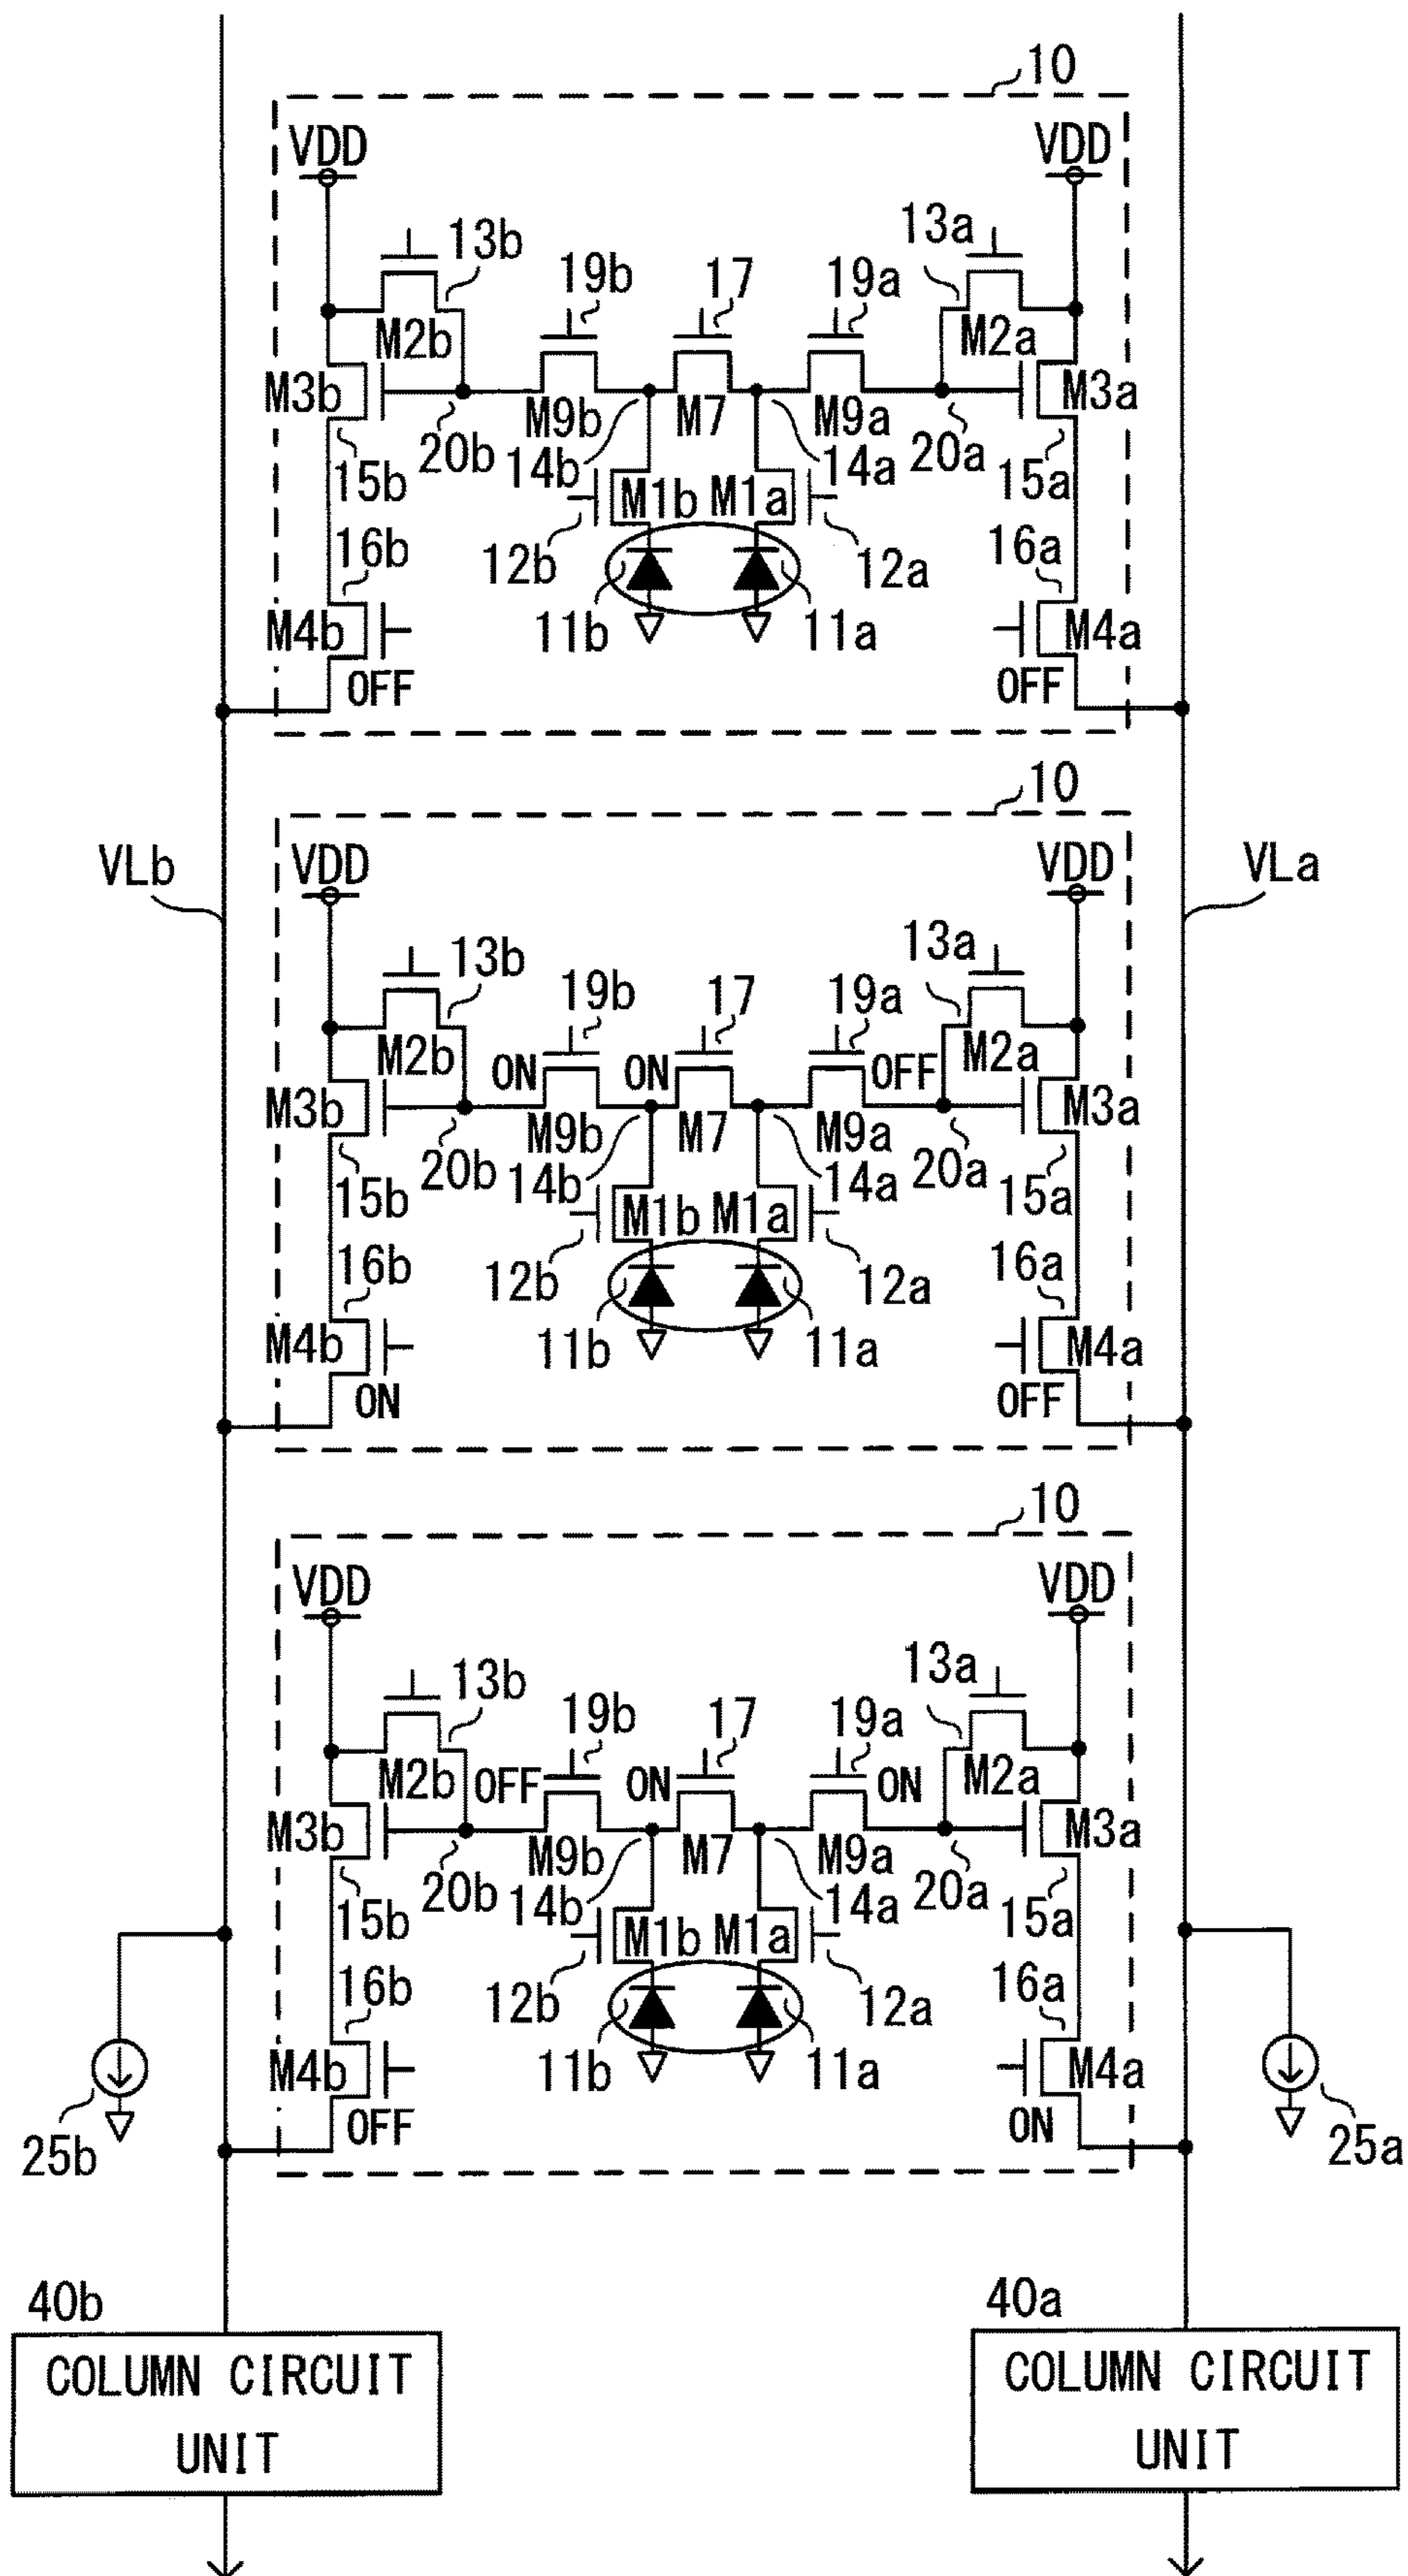 10
VDD VDD
13b 19b 17 19a 13a
M2b M2a
M3b M9b M7 M9a M3a
15b 20b 14b 14a 20a 15a
M1b M1a
16b 12b 12a 16a
M4b 11b 11a M4a
OFF OFF
10
VLb VDD VDD VLa
13b 19b 17 19a 13a
M2b ON ON OFF M2a
M3b M9b M7 M9a M3a
15b 20b 14b 14a 20a 15a
M1b M1a
16b 12b 12a 16a
M4b 11b 11a M4a
ON OFF
10
VDD VDD
13b 19b 17 19a 13a
M2b OFF ON ON M2a
M3b M9b M7 M9a M3a
15b 20b 14b 14a 20a 15a
M1b M1a
16b 12b 12a 16a
M4b 11b 11a M4a
25b OFF ON 25a
40b 40a
COLUMN CIRCUIT COLUMN CIRCUIT
UNIT UNIT